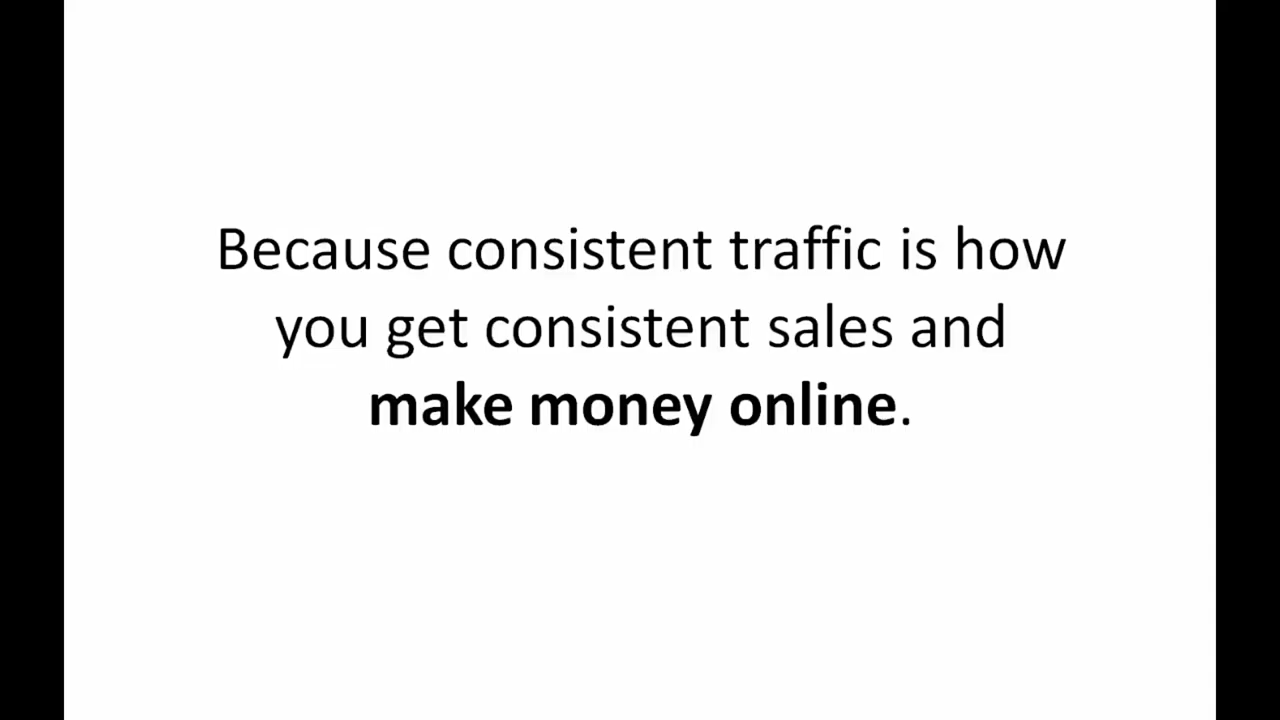 Because consistent traffic is how
you get consistent sales and
make money online.